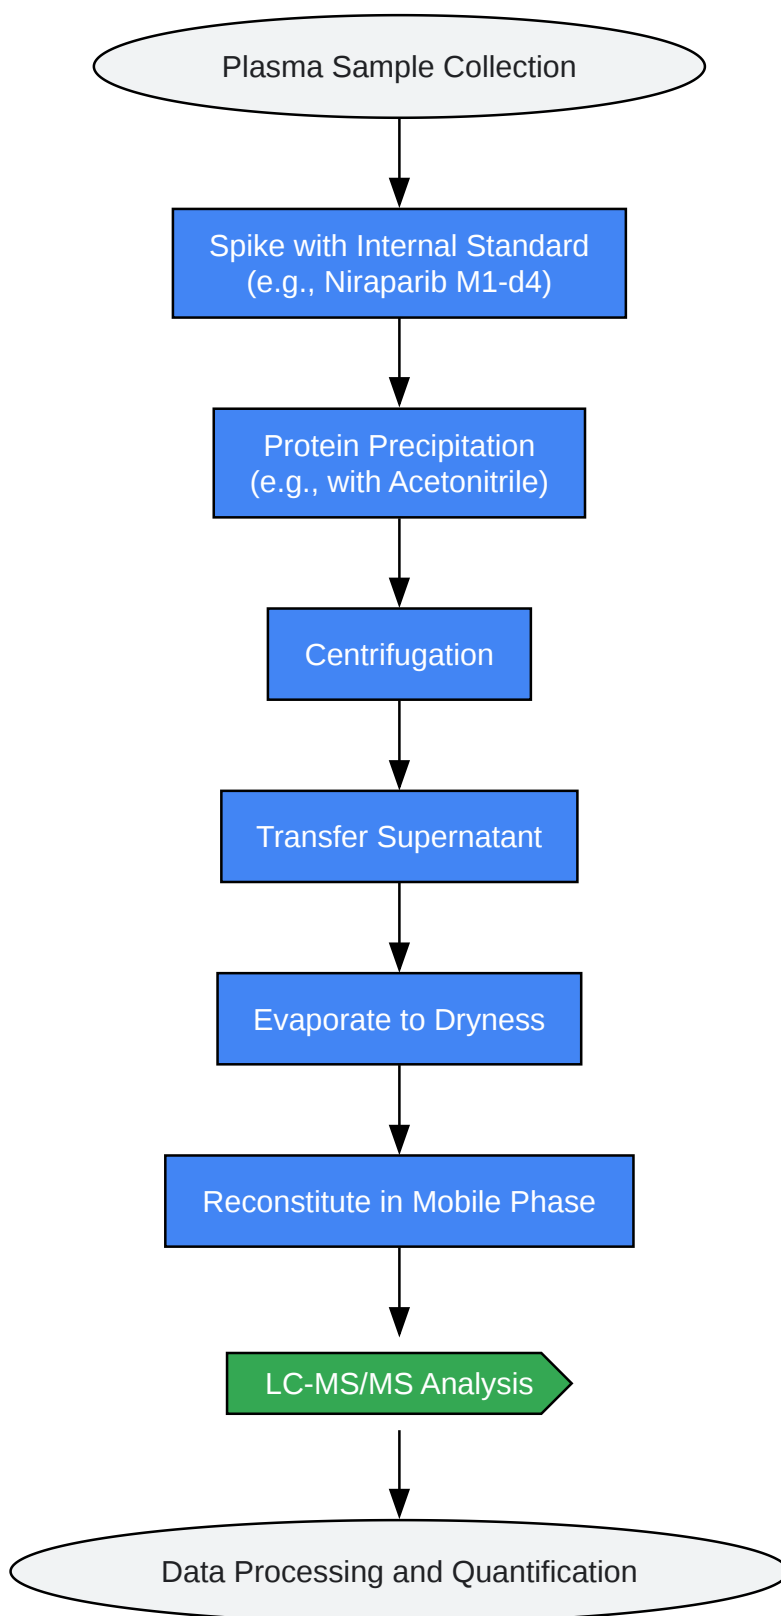 Plasma Sample Collection
Spike with Internal Standard
(e.g., Niraparib M1-d4)
Protein Precipitation
(e.g., with Acetonitrile)
Centrifugation
Transfer Supernatant
Evaporate to Dryness
Reconstitute in Mobile Phase
LC-MS/MS Analysis
Data Processing and Quantification